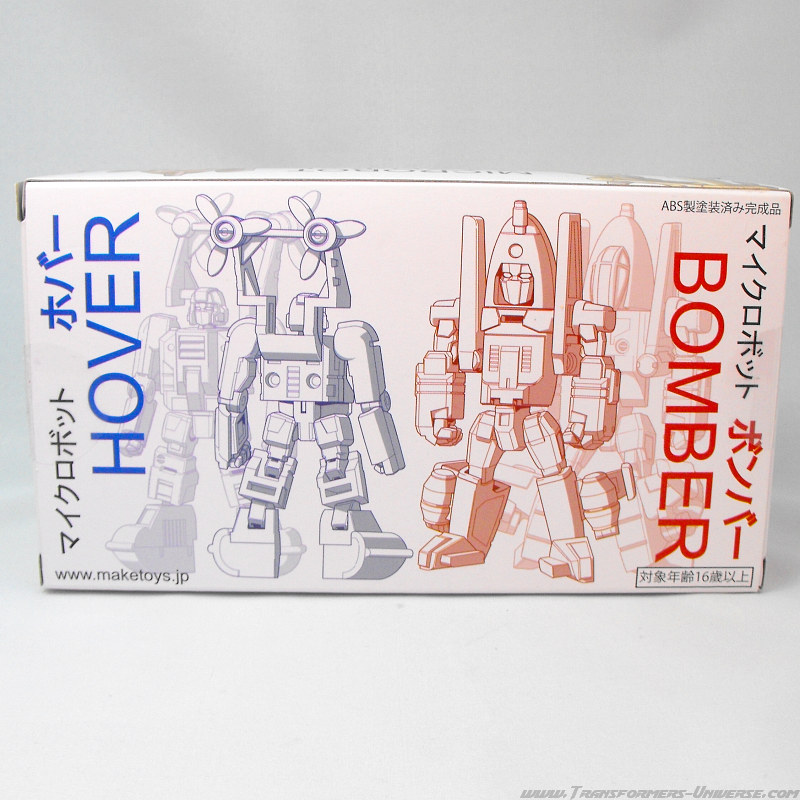 マイクロボット
ホバー
HOVER
www.maketoys.jp
ABS製塗装済み完成品
マイクロボット
ボンバー
BOMBER
対象年齢16歳以上
www.Transformers-Universe.com